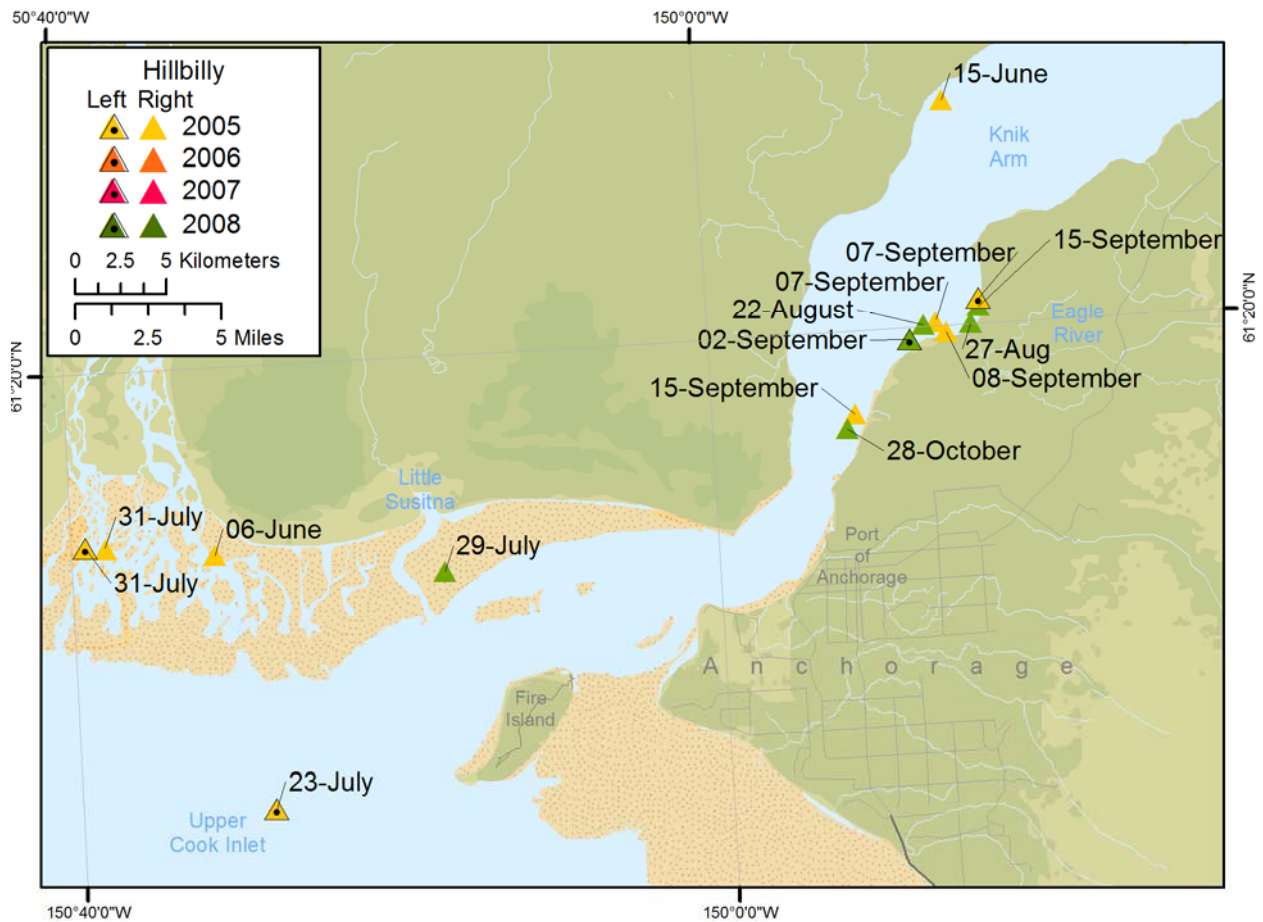 50°40'0"W
150°0'0"W
Hillbilly
Left Right
2005
2006
2007
2008
0 2.5 5 Kilometers
0 2.5 5 Miles
15-June
Knik
Arm
15-September
07-September
07-September
22-August
02-September
Eagle
River
27-Aug
08-September
15-September
28-October
61°20'0"N
61°20'0"N
Little
Susitna
31-July
06-June
31-July
29-July
Port
of
Anchorage
Anchorage
Fire
Island
23-July
Upper
Cook Inlet
150°40'0"W
150°0'0"W